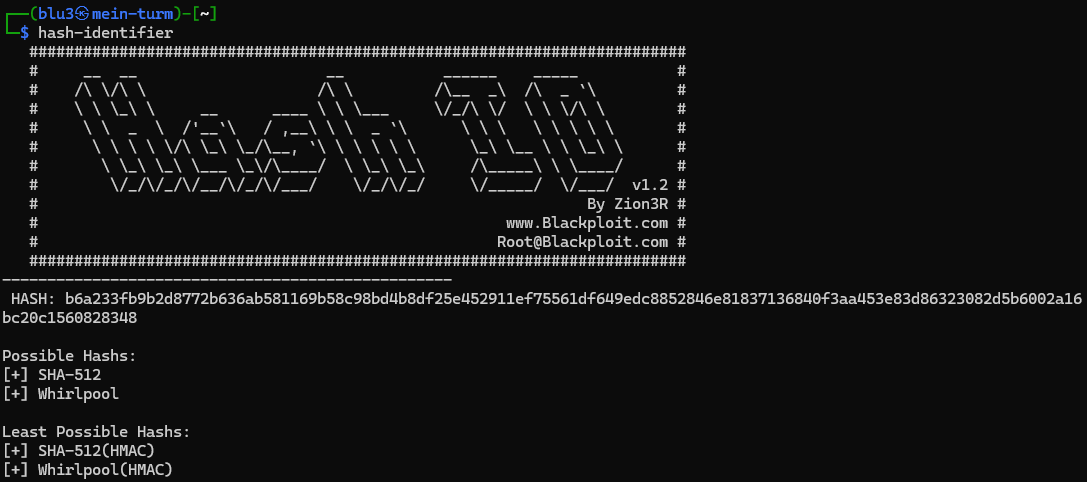 ┌──(blu3㉿mein-turm)-[~]
└─$ hash-identifier
   #########################################################################
   #     __  __                     __           ______    _____           #
   #    /\ \/\ \                   /\ \         /\__  _\  /\  _ `\         #
   #    \ \ \_\ \     __      ____ \ \ \___     \/_/\ \/  \ \ \/\ \        #
   #     \ \  _  \  /'__`\   / ,__\ \ \  _ `\      \ \ \   \ \ \ \ \       #
   #      \ \ \ \ \/\ \_\ \_/\__, `\ \ \ \ \ \      \_\ \__ \ \ \_\ \      #
   #       \ \_\ \_\ \___ \_\/\____/  \ \_\ \_\     /\_____\ \ \____/      #
   #        \/_/\/_/\/__/\/_/\/___/    \/_/\/_/     \/_____/  \/___/  v1.2 #
   #                                                             By Zion3R #
   #                                                    www.Blackploit.com #
   #                                                   Root@Blackploit.com #
   #########################################################################
--------------------------------------------------
 HASH: b6a233fb9b2d8772b636ab581169b58c98bd4b8df25e452911ef75561df649edc8852846e81837136840f3aa453e83d86323082d5b6002a16
bc20c1560828348
Possible Hashs:
[+] SHA-512
[+] Whirlpool
Least Possible Hashs:
[+] SHA-512(HMAC)
[+] Whirlpool(HMAC)